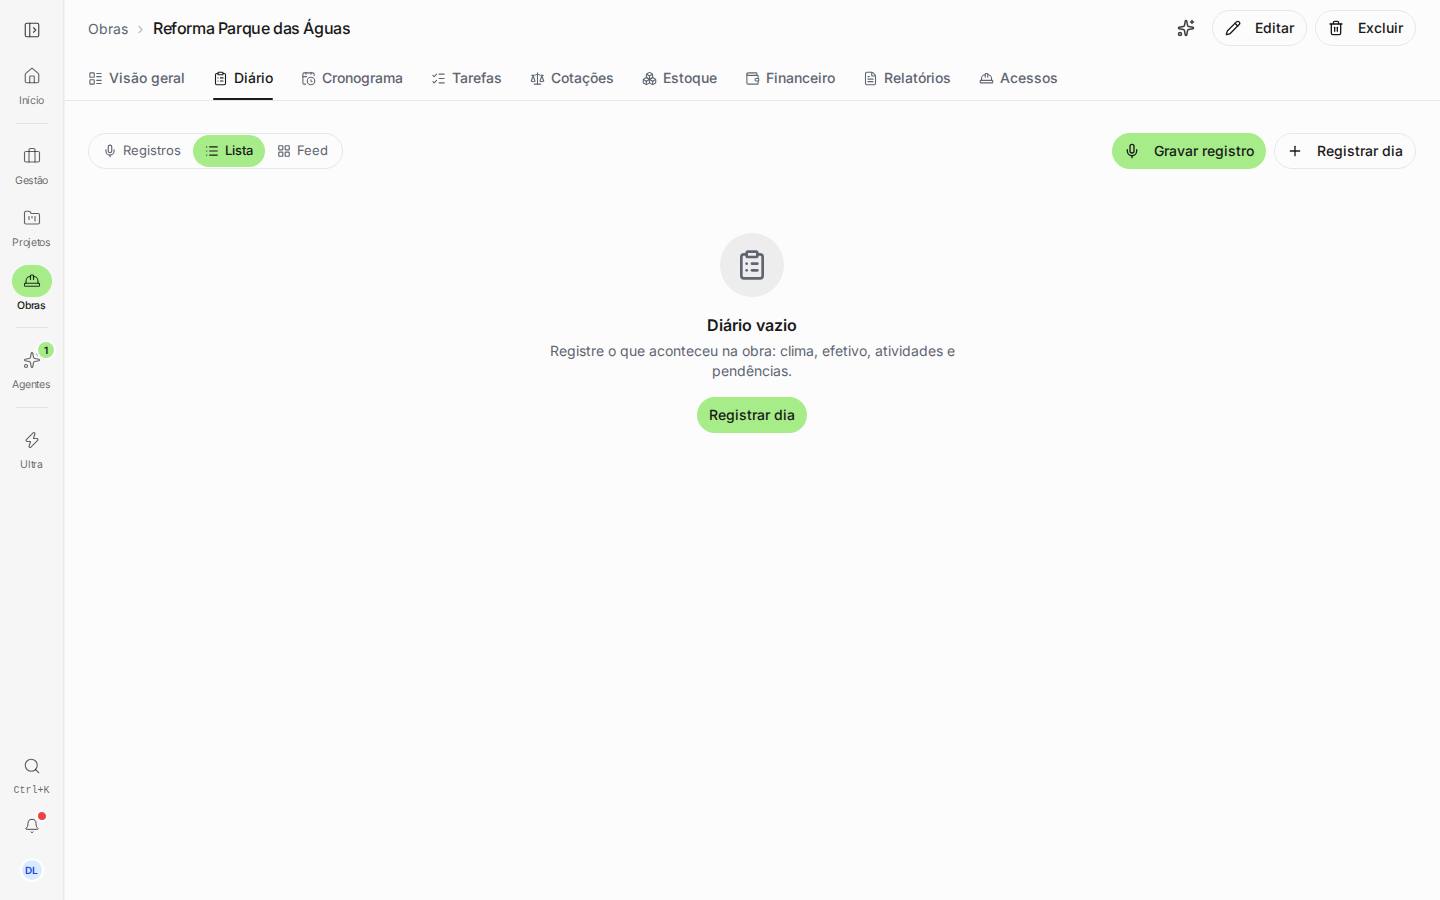 Obras
Reforma Parque das Águas
Editar
Excluir
Visão geral
Diário
Cronograma
Tarefas
Cotações
Estoque
Financeiro
Relatórios
Acessos
Início
Gestão
Projetos
Obras
1
Agentes
Ultra
Ctrl+K
DL
Registros
Lista
Feed
Gravar registro
Registrar dia
Diário vazio
Registre o que aconteceu na obra: clima, efetivo, atividades e
pendências.
Registrar dia